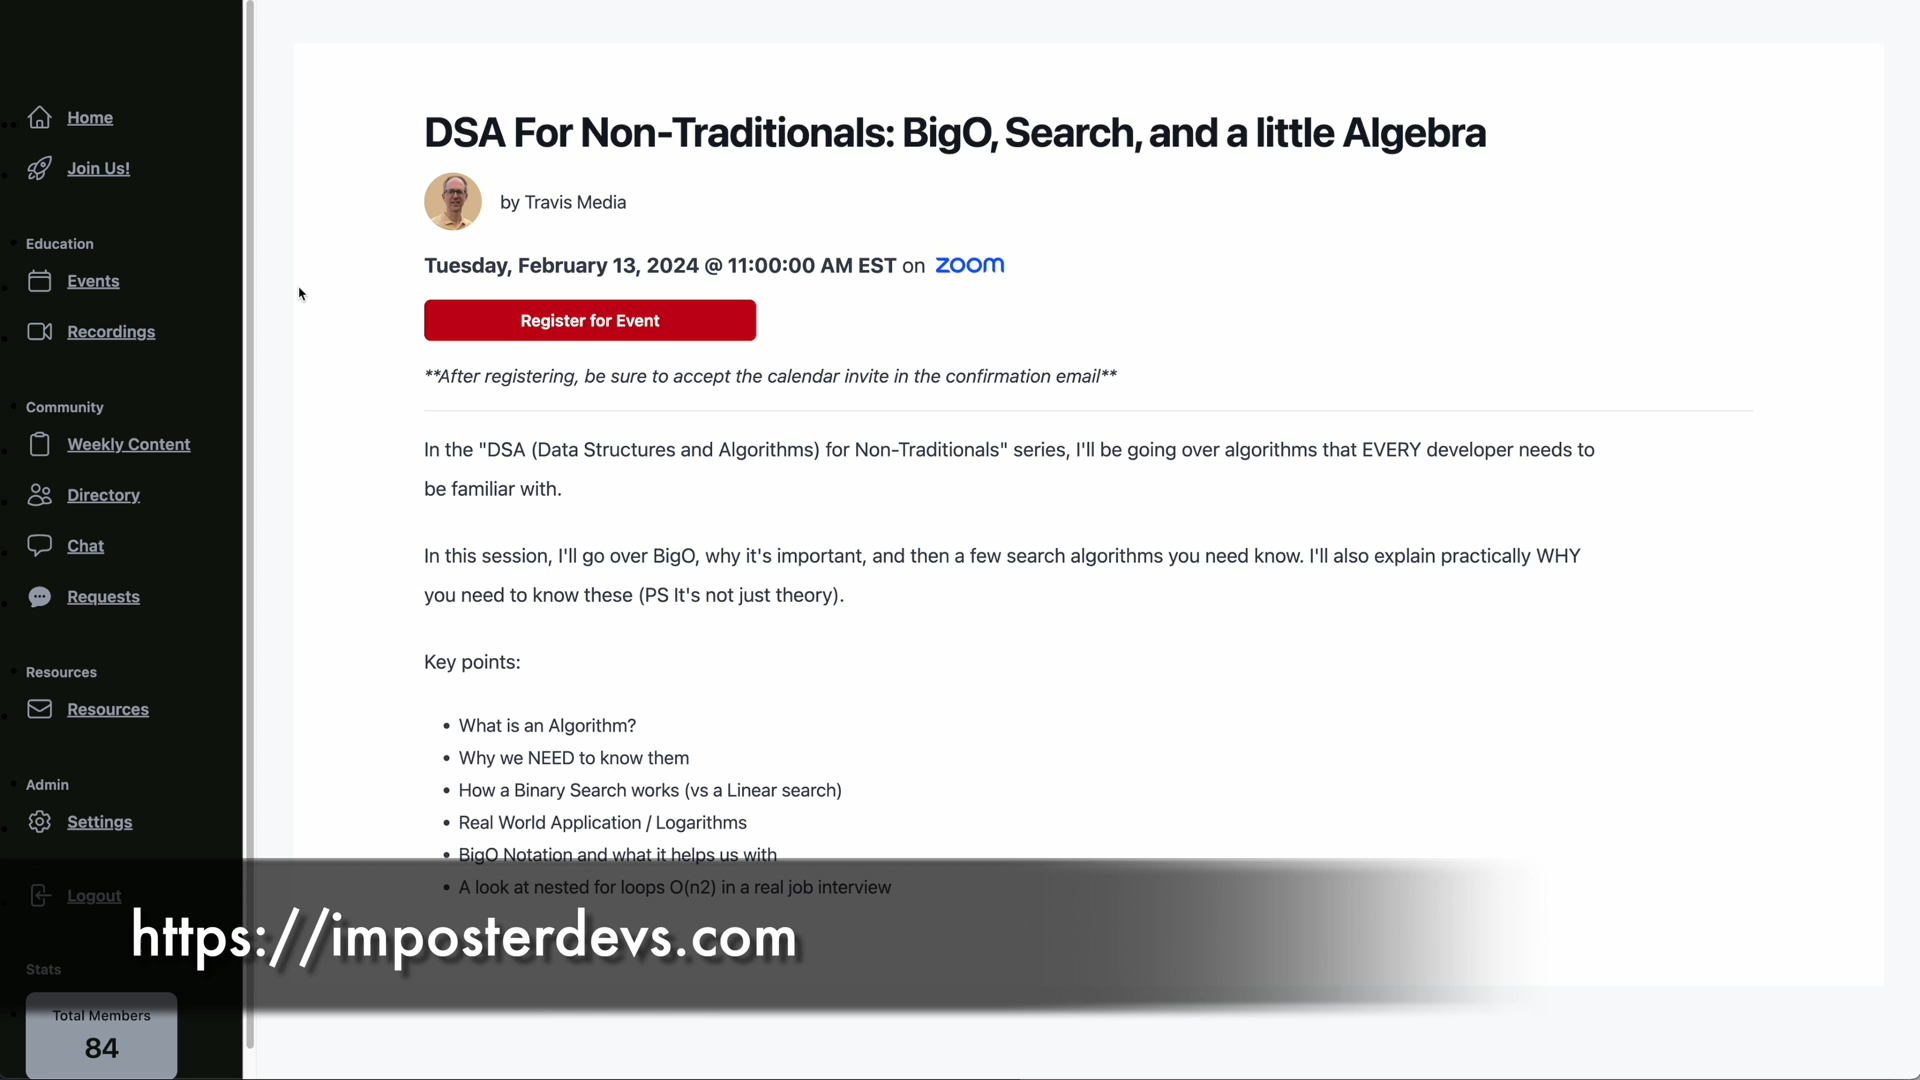 Home
Join Us!
Education
Events
Recordings
Community
Weekly Content
Directory
Chat
Requests
Resources
Resources
Admin
Settings
Logout
Stats
Total Members
84
DSA For Non-Traditionals: BigO, Search, and a little Algebra
by Travis Media
Tuesday, February 13, 2024 @ 11:00:00 AM EST on zoom
Register for Event
**After registering, be sure to accept the calendar invite in the confirmation email**
In the "DSA (Data Structures and Algorithms) for Non-Traditionals" series, I'll be going over algorithms that EVERY developer needs to
be familiar with.
In this session, I'll go over BigO, why it's important, and then a few search algorithms you need know. I'll also explain practically WHY
you need to know these (PS It's not just theory).
Key points:
• What is an Algorithm?
• Why we NEED to know them
• How a Binary Search works (vs a Linear search)
• Real World Application / Logarithms
• BigO Notation and what it helps us with
• A look at nested for loops O(n2) in a real job interview
https://imposterdevs.com